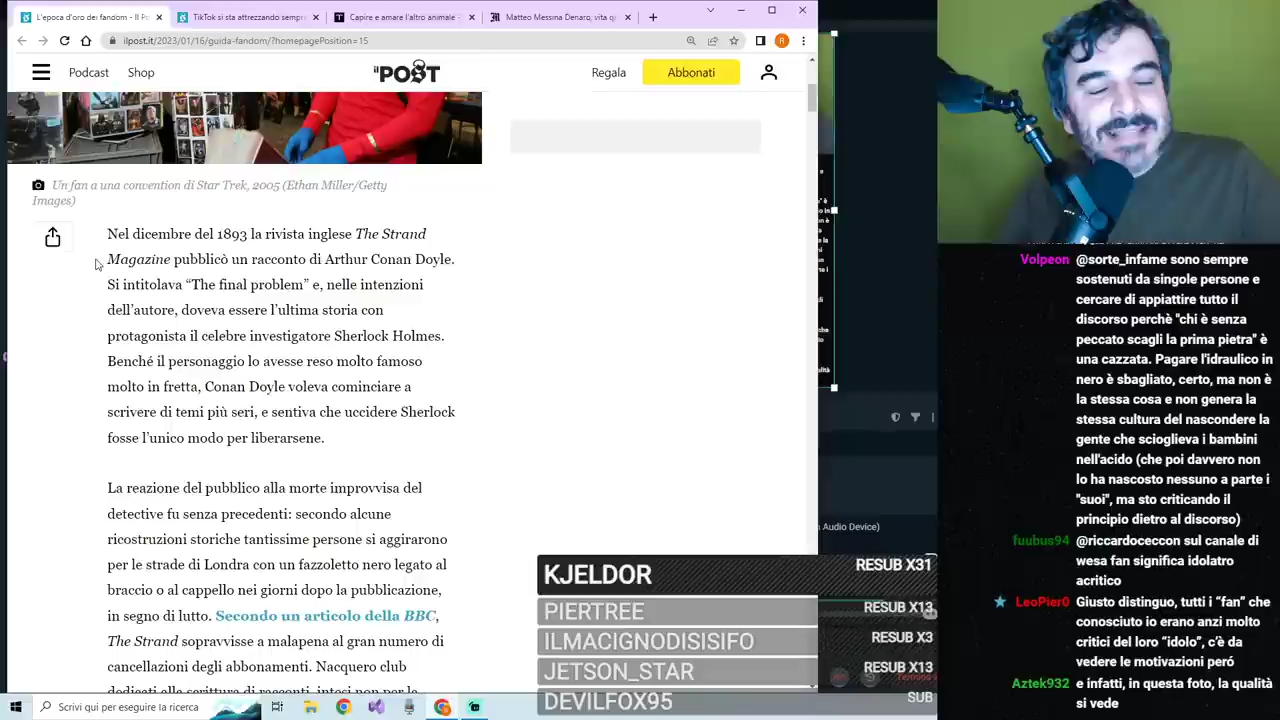 L'epoca d'oro dei fandom - Il P
TikTok si sta attrezzando sempr
Capire e amare l'altro animale -
Matteo Messina Denaro, vita q
ilpost.it/2023/01/16/guida-fandom/?homepagePosition=15
Podcast
Shop
IL POST
Regala
Abbonati
Un fan a una convention di Star Trek, 2005 (Ethan Miller/Getty
Images)
Nel dicembre del 1893 la rivista inglese The Strand
Magazine pubblicò un racconto di Arthur Conan Doyle.
Si intitolava “The final problem” e, nelle intenzioni
dell’autore, doveva essere l’ultima storia con
protagonista il celebre investigatore Sherlock Holmes.
Benché il personaggio lo avesse reso molto famoso
molto in fretta, Conan Doyle voleva cominciare a
scrivere di temi più seri, e sentiva che uccidere Sherlock
fosse l’unico modo per liberarsene.
La reazione del pubblico alla morte improvvisa del
detective fu senza precedenti: secondo alcune
ricostruzioni storiche tantissime persone si aggirarono
per le strade di Londra con un fazzoletto nero legato al
braccio o al cappello nei giorni dopo la pubblicazione,
in segno di lutto. Secondo un articolo della BBC,
The Strand sopravvisse a malapena al gran numero di
cancellazioni degli abbonamenti. Nacquero club
dedicati alla scrittura di racconti, intesi non per la
n Audio Device)
KJELDOR RESUB X31
PIERTREE RESUB X13
ILMACIGNODISISIFO RESUB X3
JETSON_STAR RESUB X13
DEVILFOX95 SUB
Volpeon @sorte_infame sono sempre
sostenuti da singole persone e
cercare di appiattire tutto il
discorso perchè "chi è senza
peccato scagli la prima pietra" è
una cazzata. Pagare l'idraulico in
nero è sbagliato, certo, ma non è
la stessa cosa e non genera la
stessa cultura del nascondere la
gente che scioglieva i bambini
nell'acido (che poi davvero non
lo ha nascosto nessuno a parte i
"suoi", ma sto criticando il
principio dietro al discorso)
fuubus94 @riccardoceccon sul canale di
wesa fan significa idolatro
acritico
LeoPier0 Giusto distinguo, tutti i “fan” che
conosciuto io erano anzi molto
critici del loro “idolo”, c’è da
vedere le motivazioni peró
Aztek932 e infatti, in questa foto, la qualità
si vede
Scrivi qui per eseguire la ricerca